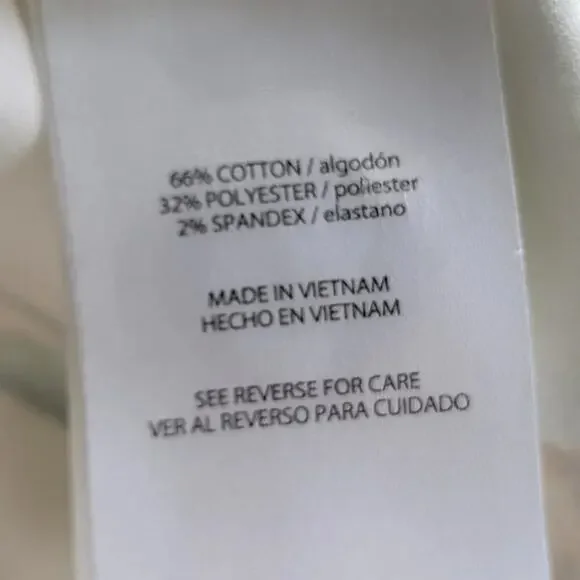 66% COTTON / algodón
32% POLYESTER / poliester
2% SPANDEX / elastano
MADE IN VIETNAM
HECHO EN VIETNAM
SEE REVERSE FOR CARE
VER AL REVERSO PARA CUIDADO